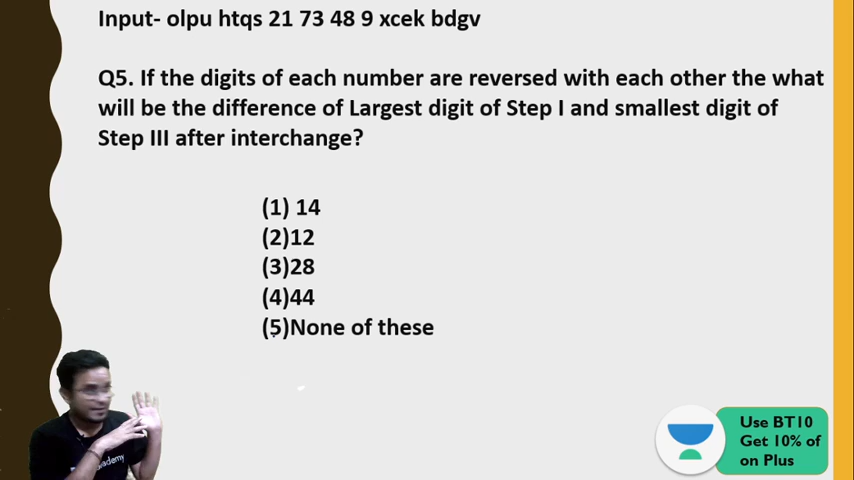 Input- olpu htqs 21 73 48 9 xcek bdgv
Q5. If the digits of each number are reversed with each other the what
will be the difference of Largest digit of Step I and smallest digit of
Step III after interchange?
(1) 14
(2)12
(3)28
(4)44
(5)None of these
Use BT10
Get 10% of
on Plus